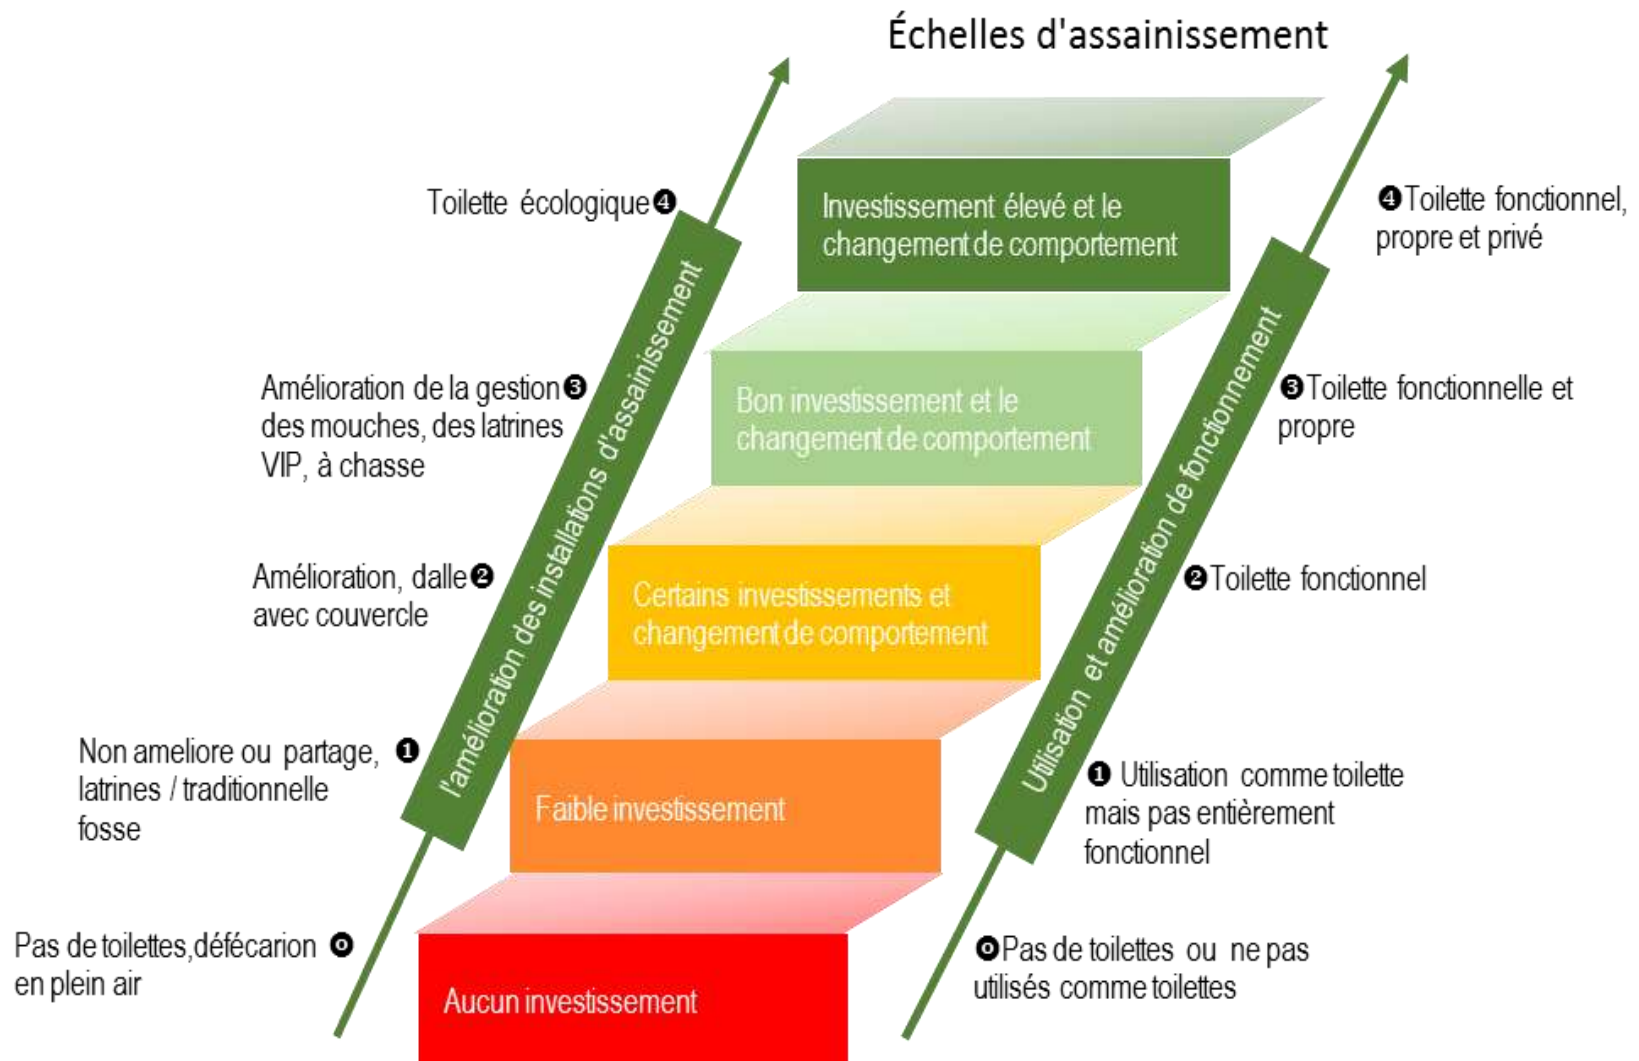 Échelles d'assainissement
Toilette écologique❹
Investissement élevé et le
changement de comportement
❹Toilette fonctionnel,
propre et privé
Amélioration de la gestion❸
des mouches, des latrines
VIP, à chasse
Bon investissement et le
changement de comportement
❸Toilette fonctionnelle et
propre
Amélioration, dalle❷
avec couvercle
Certains investissements et
changement de comportement
❷Toilette fonctionnel
Non ameliore ou partage, ❶
latrines / traditionnelle
fosse
Faible investissement
❶ Utilisation comme toilette
mais pas entièrement
fonctionnel
Pas de toilettes,défécarion ⓿
en plein air
Aucun investissement
⓿Pas de toilettes ou ne pas
utilisés comme toilettes
l'amélioration des installations d'assainissement
Utilisation et amélioration de fonctionnement